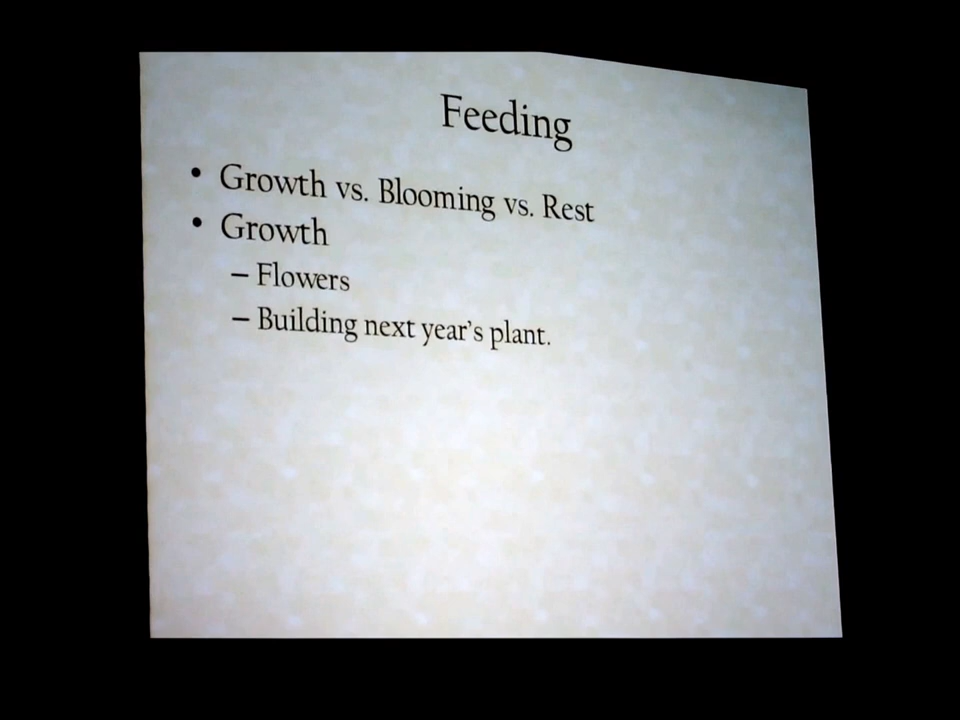 Feeding
• Growth vs. Blooming vs. Rest
• Growth
– Flowers
– Building next year's plant.